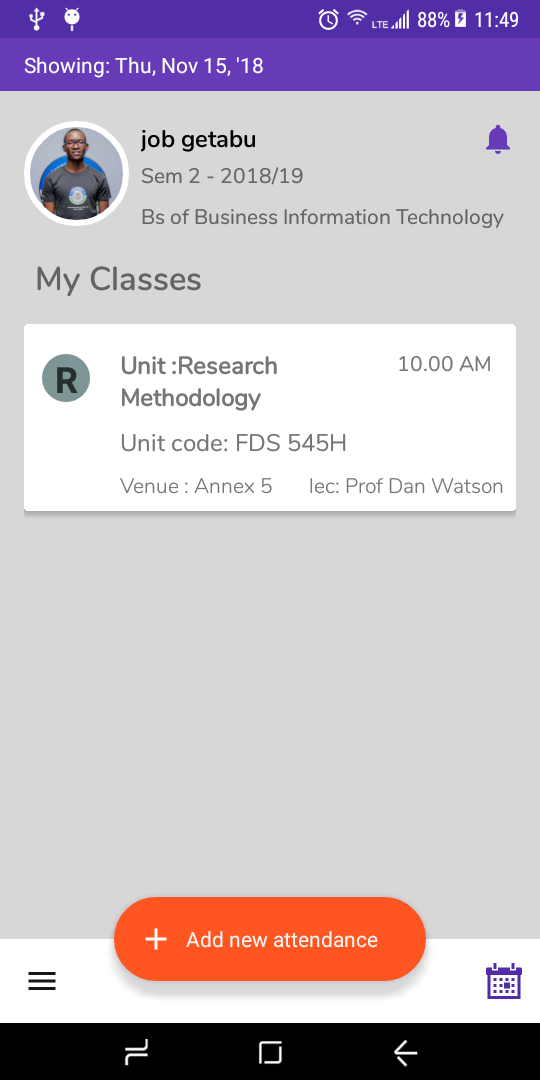 LTE 88% 11:49
Showing: Thu, Nov 15, '18
job getabu
Sem 2 - 2018/19
Bs of Business Information Technology
My Classes
R
Unit :Research 10.00 AM
Methodology
Unit code: FDS 545H
Venue : Annex 5 lec: Prof Dan Watson
Add new attendance